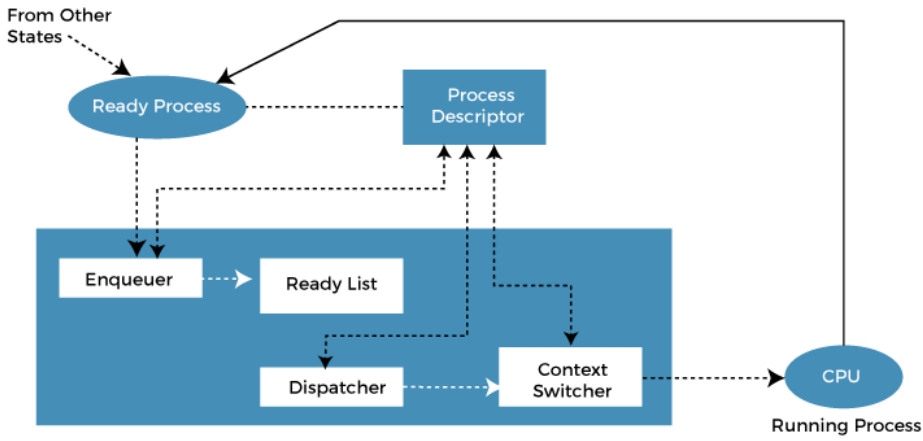 From Other
States
Ready Process
Process
Descriptor
Enqueuer
Ready List
Dispatcher
Context
Switcher
CPU
Running Process